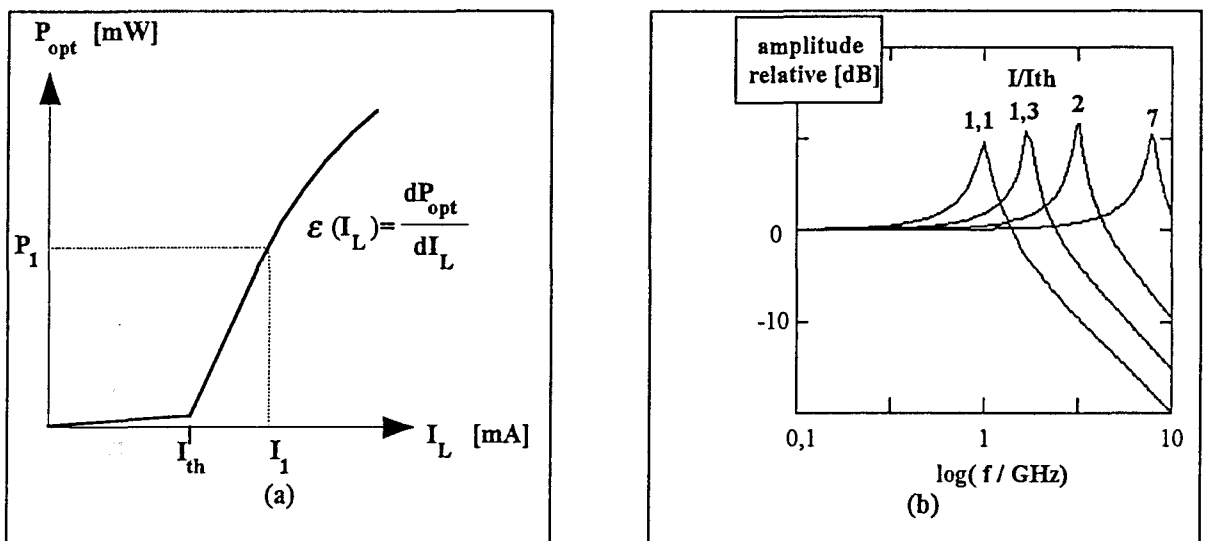 P_opt [mW]
P_1
ε (I_L)= dP_opt / dI_L
I_th
I_1
I_L [mA]
(a)
amplitude
relative [dB]
I/Ith
1,1
1,3
2
7
0
-10
0,1
1
10
log( f / GHz)
(b)